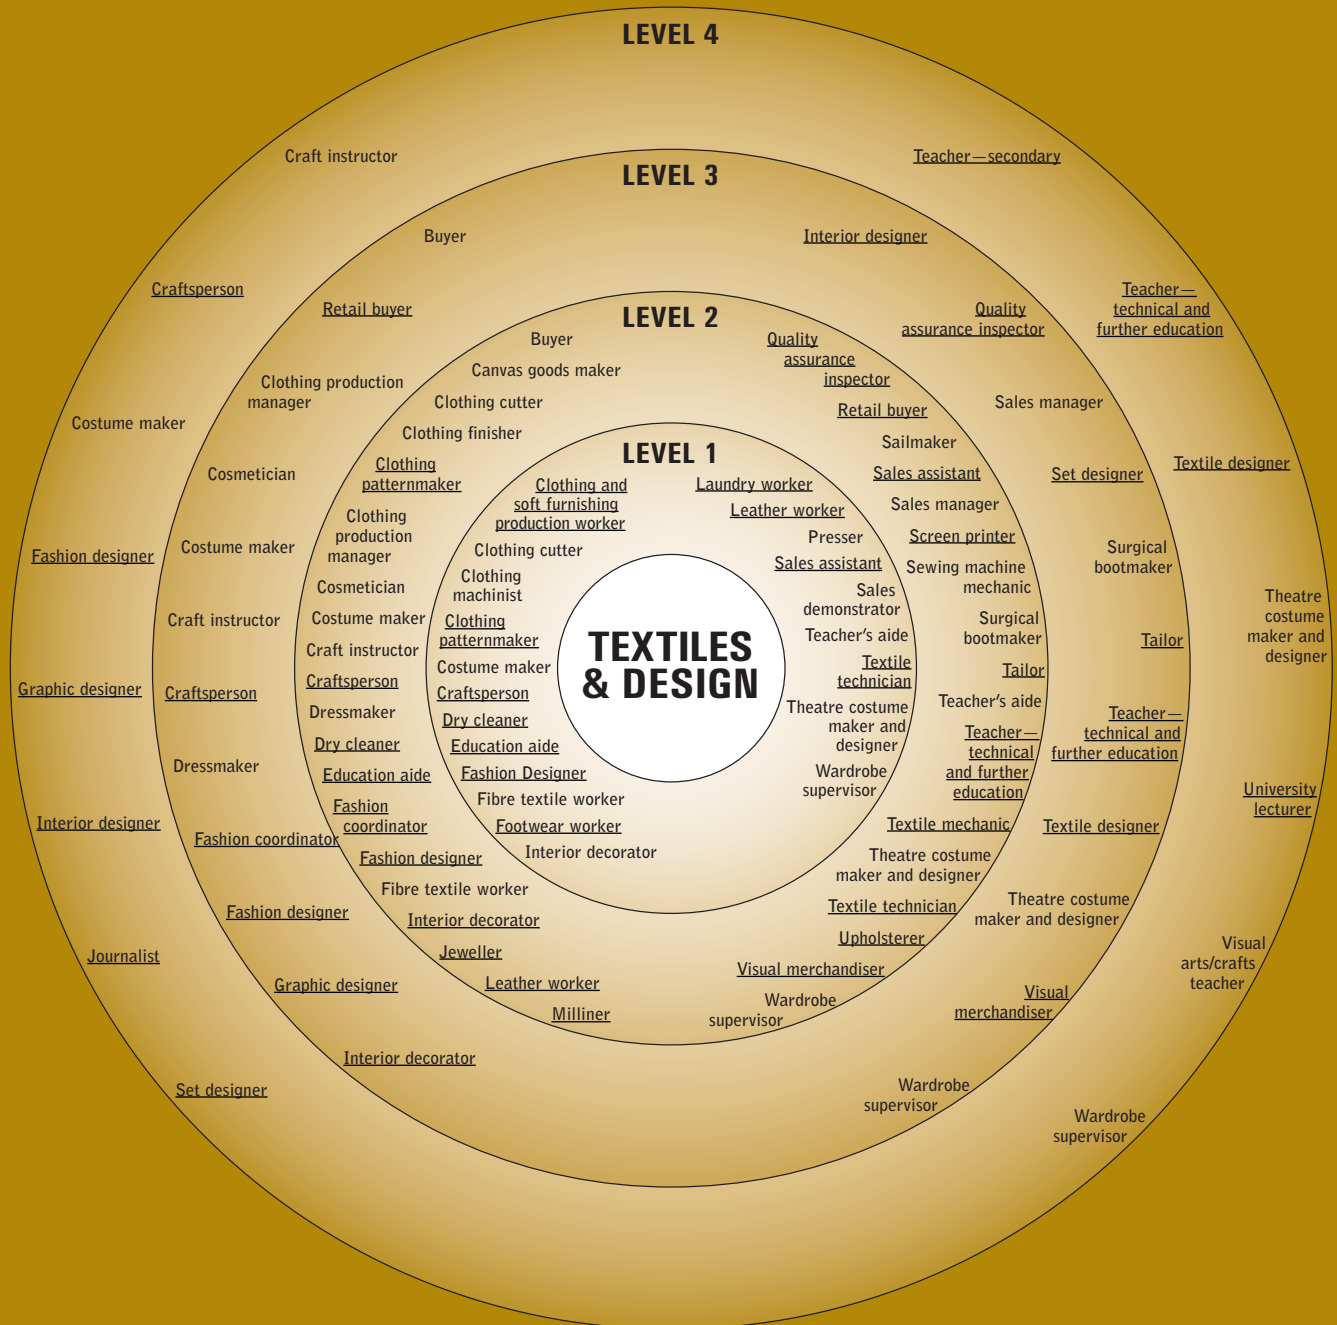 LEVEL 4
Craft instructor
Craftsperson
Costume maker
Fashion designer
Graphic designer
Interior designer
Journalist
Set designer
Teacher—secondary
Teacher—
technical and
further education
Textile designer
Theatre
costume
maker and
designer
University
lecturer
Visual
arts/crafts
teacher
Wardrobe
supervisor
LEVEL 3
Buyer
Retail buyer
Clothing production
manager
Cosmetician
Costume maker
Craft instructor
Craftsperson
Dressmaker
Fashion coordinator
Fashion designer
Graphic designer
Interior decorator
Interior designer
Quality
assurance inspector
Sales manager
Set designer
Surgical
bootmaker
Tailor
Teacher—
technical and
further education
Textile designer
Theatre costume
maker and designer
Visual
merchandiser
Wardrobe
supervisor
LEVEL 2
Buyer
Canvas goods maker
Clothing cutter
Clothing finisher
Clothing
patternmaker
Clothing
production
manager
Cosmetician
Costume maker
Craft instructor
Craftsperson
Dressmaker
Dry cleaner
Education aide
Fashion
coordinator
Fashion designer
Fibre textile worker
Interior decorator
Jeweller
Leather worker
Milliner
Quality
assurance
inspector
Retail buyer
Sailmaker
Sales assistant
Sales manager
Screen printer
Sewing machine
mechanic
Surgical
bootmaker
Tailor
Teacher's aide
Teacher—
technical
and further
education
Textile mechanic
Theatre costume
maker and designer
Textile technician
Upholsterer
Visual merchandiser
Wardrobe
supervisor
LEVEL 1
Clothing and
soft furnishing
production worker
Clothing cutter
Clothing
machinist
Clothing
patternmaker
Costume maker
Craftsperson
Dry cleaner
Education aide
Fashion Designer
Fibre textile worker
Footwear worker
Interior decorator
Laundry worker
Leather worker
Presser
Sales assistant
Sales
demonstrator
Teacher's aide
Textile
technician
Theatre costume
maker and
designer
Wardrobe
supervisor
TEXTILES
& DESIGN